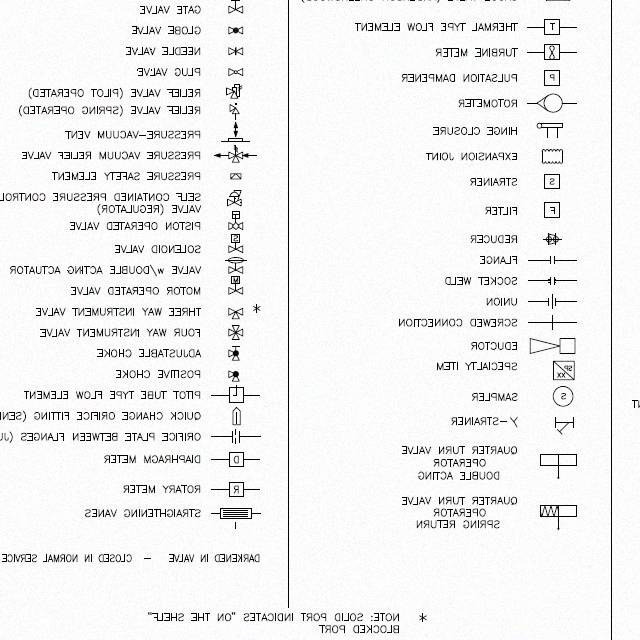 THERMAL TYPE FLOW ELEMENT T
TURBINE METER
PULSATION DAMPENER P
ROTOMETER
HINGE CLOSURE
EXPANSION JOINT
STRAINER S
FILTER F
REDUCER
FLANGE
SOCKET WELD
UNION
SCREWED CONNECTION
EDUCTOR
SPECIALTY ITEM SP XX
SAMPLER S
Y-STRAINER
QUARTER TURN VALVE
OPERATOR
DOUBLE ACTING
QUARTER TURN VALVE
OPERATOR
SPRING RETURN
GATE VALVE
GLOBE VALVE
NEEDLE VALVE
PLUG VALVE
RELIEF VALVE (PILOT OPERATED)
RELIEF VALVE (SPRING OPERATED)
PRESSURE-VACUUM VENT
PRESSURE VACUUM RELIEF VALVE
PRESSURE SAFETY ELEMENT
SELF CONTAINED PRESSURE CONTROL
VALVE (REGULATOR)
PISTON OPERATED VALVE
SOLENOID VALVE S
VALVE w/DOUBLE ACTING ACTUATOR
MOTOR OPERATED VALVE M
* THREE WAY INSTRUMENT VALVE
FOUR WAY INSTRUMENT VALVE
ADJUSTABLE CHOKE
POSITIVE CHOKE
PITOT TUBE TYPE FLOW ELEMENT
QUICK CHANGE ORIFICE FITTING (SEN
ORIFICE PLATE BETWEEN FLANGES (JU
DIAPHRAGM METER D
ROTARY METER R
STRAIGHTENING VANES
DARKENED IN VALVE — CLOSED IN NORMAL SERVICE
* NOTE: SOLID PORT INDICATES "ON THE SHELF"
BLOCKED PORT